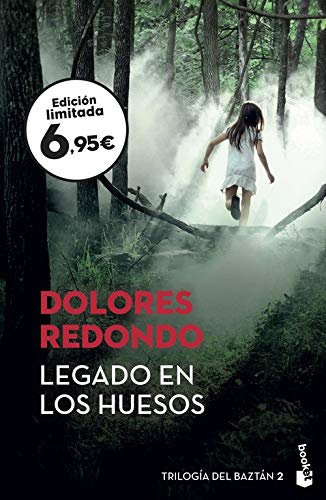 Edición
limitada
6,95€
DOLORES
REDONDO
LEGADO EN
LOS HUESOS
TRILOGÍA DEL BAZTÁN 2
booket